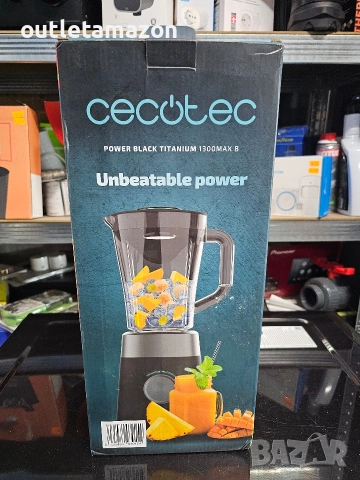 outletamazon
cecotec
POWER BLACK TITANIUM 1300MAX B
Unbeatable power
BAZAR